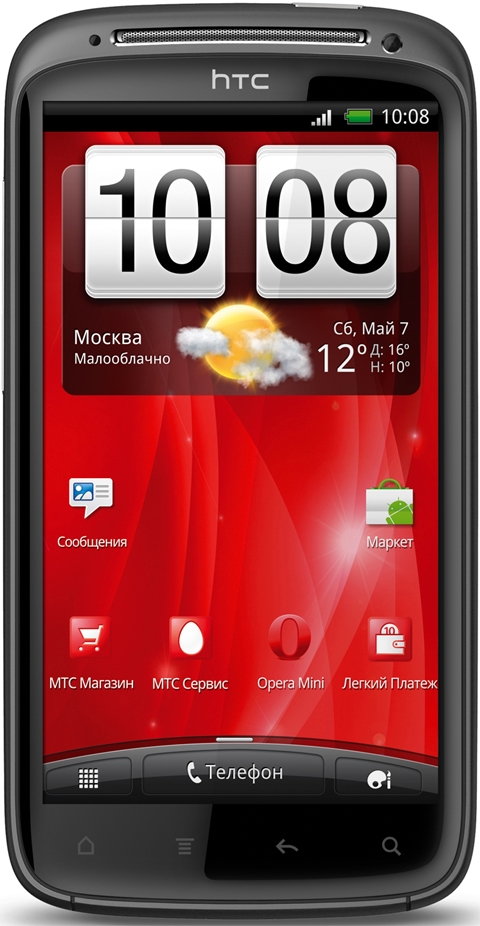 hTC
10:08
10 08
Москва
Малооблачно
Сб, Май 7
12°
Д: 16°
Н: 10°
Сообщения
Маркет
10
МТС Магазин
МТС Сервис
Opera Mini
Легкий Платеж
Телефон